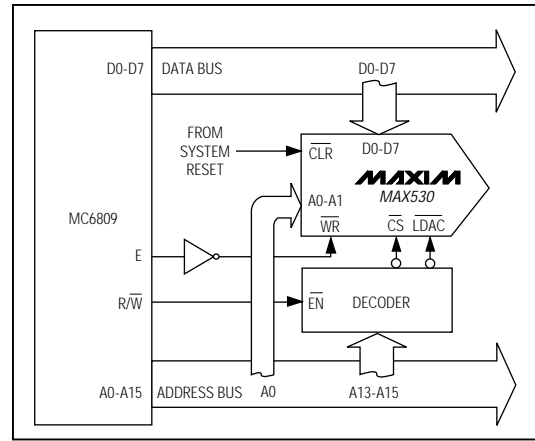 D0-D7 DATA BUS D0-D7
FROM
SYSTEM
RESET
CLR D0-D7
MAXIM
MAX530
A0-A1
WR CS LDAC
MC6809
E
R/W
EN DECODER
A0-A15 ADDRESS BUS A0 A13-A15